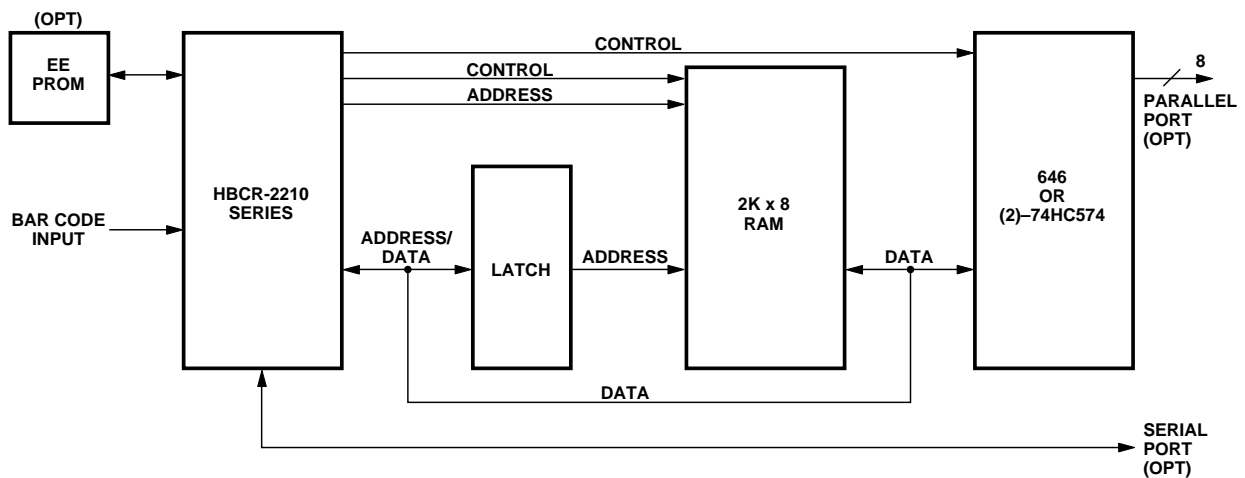 (OPT)
EE
PROM
BAR CODE
INPUT
HBCR-2210
SERIES
CONTROL
CONTROL
ADDRESS
ADDRESS/
DATA
LATCH
ADDRESS
2K x 8
RAM
DATA
DATA
646
OR
(2)–74HC574
8
PARALLEL
PORT
(OPT)
SERIAL
PORT
(OPT)